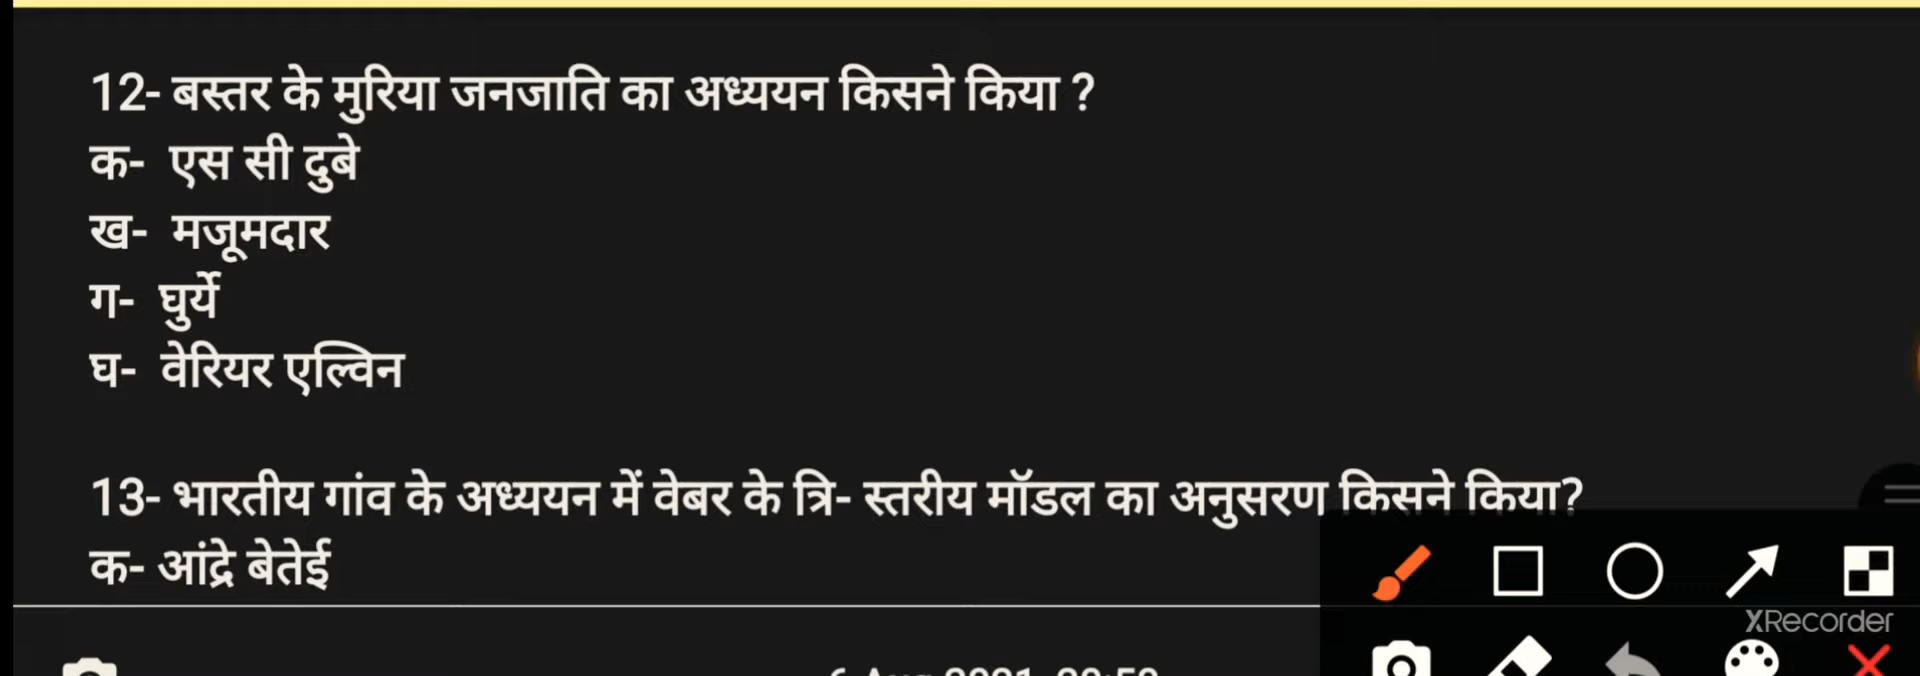 12- बस्तर के मुरिया जनजाति का अध्ययन किसने किया ?
क- एस सी दुबे
ख- मजूमदार
ग- घुर्ये
घ- वेरियर एल्विन
13- भारतीय गांव के अध्ययन में वेबर के त्रि- स्तरीय मॉडल का अनुसरण किसने किया?
क- आंद्रे बेतेई
XRecorder